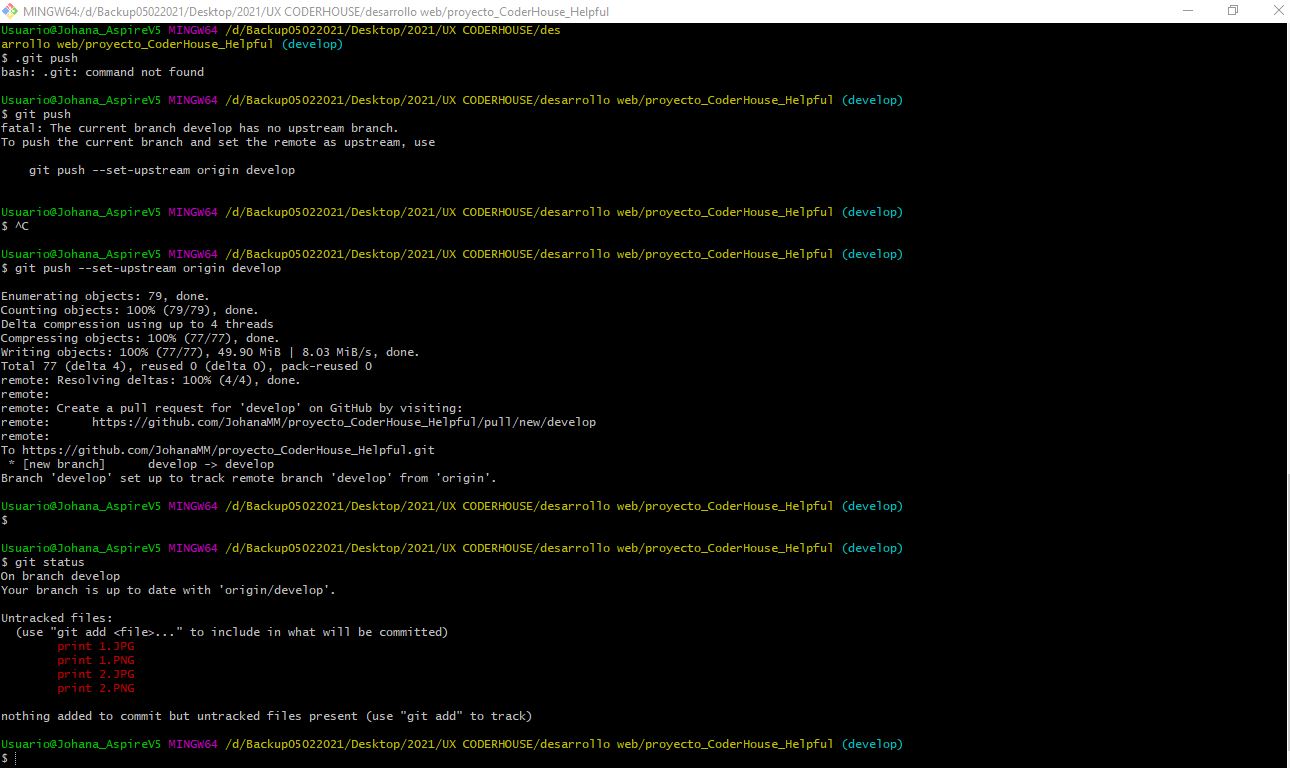 MINGW64:/d/Backup05022021/Desktop/2021/UX CODERHOUSE/desarrollo web/proyecto_CoderHouse_Helpful
Usuario@Johana_AspireV5 MINGW64 /d/Backup05022021/Desktop/2021/UX CODERHOUSE/des
arrollo web/proyecto_CoderHouse_Helpful (develop)
$ .git push
bash: .git: command not found
Usuario@Johana_AspireV5 MINGW64 /d/Backup05022021/Desktop/2021/UX CODERHOUSE/desarrollo web/proyecto_CoderHouse_Helpful (develop)
$ git push
fatal: The current branch develop has no upstream branch.
To push the current branch and set the remote as upstream, use
git push --set-upstream origin develop
Usuario@Johana_AspireV5 MINGW64 /d/Backup05022021/Desktop/2021/UX CODERHOUSE/desarrollo web/proyecto_CoderHouse_Helpful (develop)
$ ^C
Usuario@Johana_AspireV5 MINGW64 /d/Backup05022021/Desktop/2021/UX CODERHOUSE/desarrollo web/proyecto_CoderHouse_Helpful (develop)
$ git push --set-upstream origin develop
Enumerating objects: 79, done.
Counting objects: 100% (79/79), done.
Delta compression using up to 4 threads
Compressing objects: 100% (77/77), done.
Writing objects: 100% (77/77), 49.90 MiB | 8.03 MiB/s, done.
Total 77 (delta 4), reused 0 (delta 0), pack-reused 0
remote: Resolving deltas: 100% (4/4), done.
remote:
remote: Create a pull request for 'develop' on GitHub by visiting:
remote:      https://github.com/JohanaMM/proyecto_CoderHouse_Helpful/pull/new/develop
remote:
To https://github.com/JohanaMM/proyecto_CoderHouse_Helpful.git
* [new branch]      develop -> develop
Branch 'develop' set up to track remote branch 'develop' from 'origin'.
Usuario@Johana_AspireV5 MINGW64 /d/Backup05022021/Desktop/2021/UX CODERHOUSE/desarrollo web/proyecto_CoderHouse_Helpful (develop)
$
Usuario@Johana_AspireV5 MINGW64 /d/Backup05022021/Desktop/2021/UX CODERHOUSE/desarrollo web/proyecto_CoderHouse_Helpful (develop)
$ git status
On branch develop
Your branch is up to date with 'origin/develop'.
Untracked files:
(use "git add <file>..." to include in what will be committed)
print 1.JPG
print 1.PNG
print 2.JPG
print 2.PNG
nothing added to commit but untracked files present (use "git add" to track)
Usuario@Johana_AspireV5 MINGW64 /d/Backup05022021/Desktop/2021/UX CODERHOUSE/desarrollo web/proyecto_CoderHouse_Helpful (develop)
$